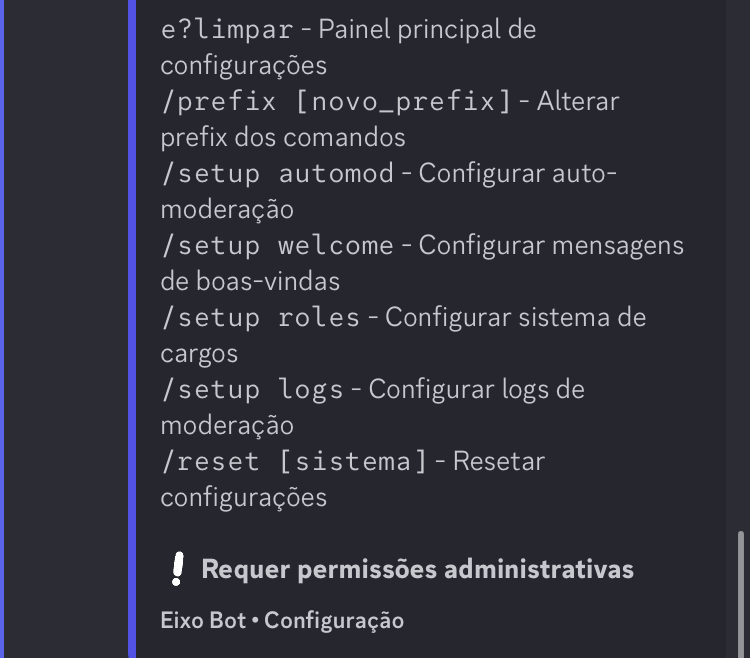 e?limpar - Painel principal de
configurações
/prefix [novo_prefix] - Alterar
prefix dos comandos
/setup automod - Configurar auto-
moderação
/setup welcome - Configurar mensagens
de boas-vindas
/setup roles - Configurar sistema de
cargos
/setup logs - Configurar logs de
moderação
/reset [sistema] - Resetar
configurações
❗ Requer permissões administrativas
Eixo Bot • Configuração